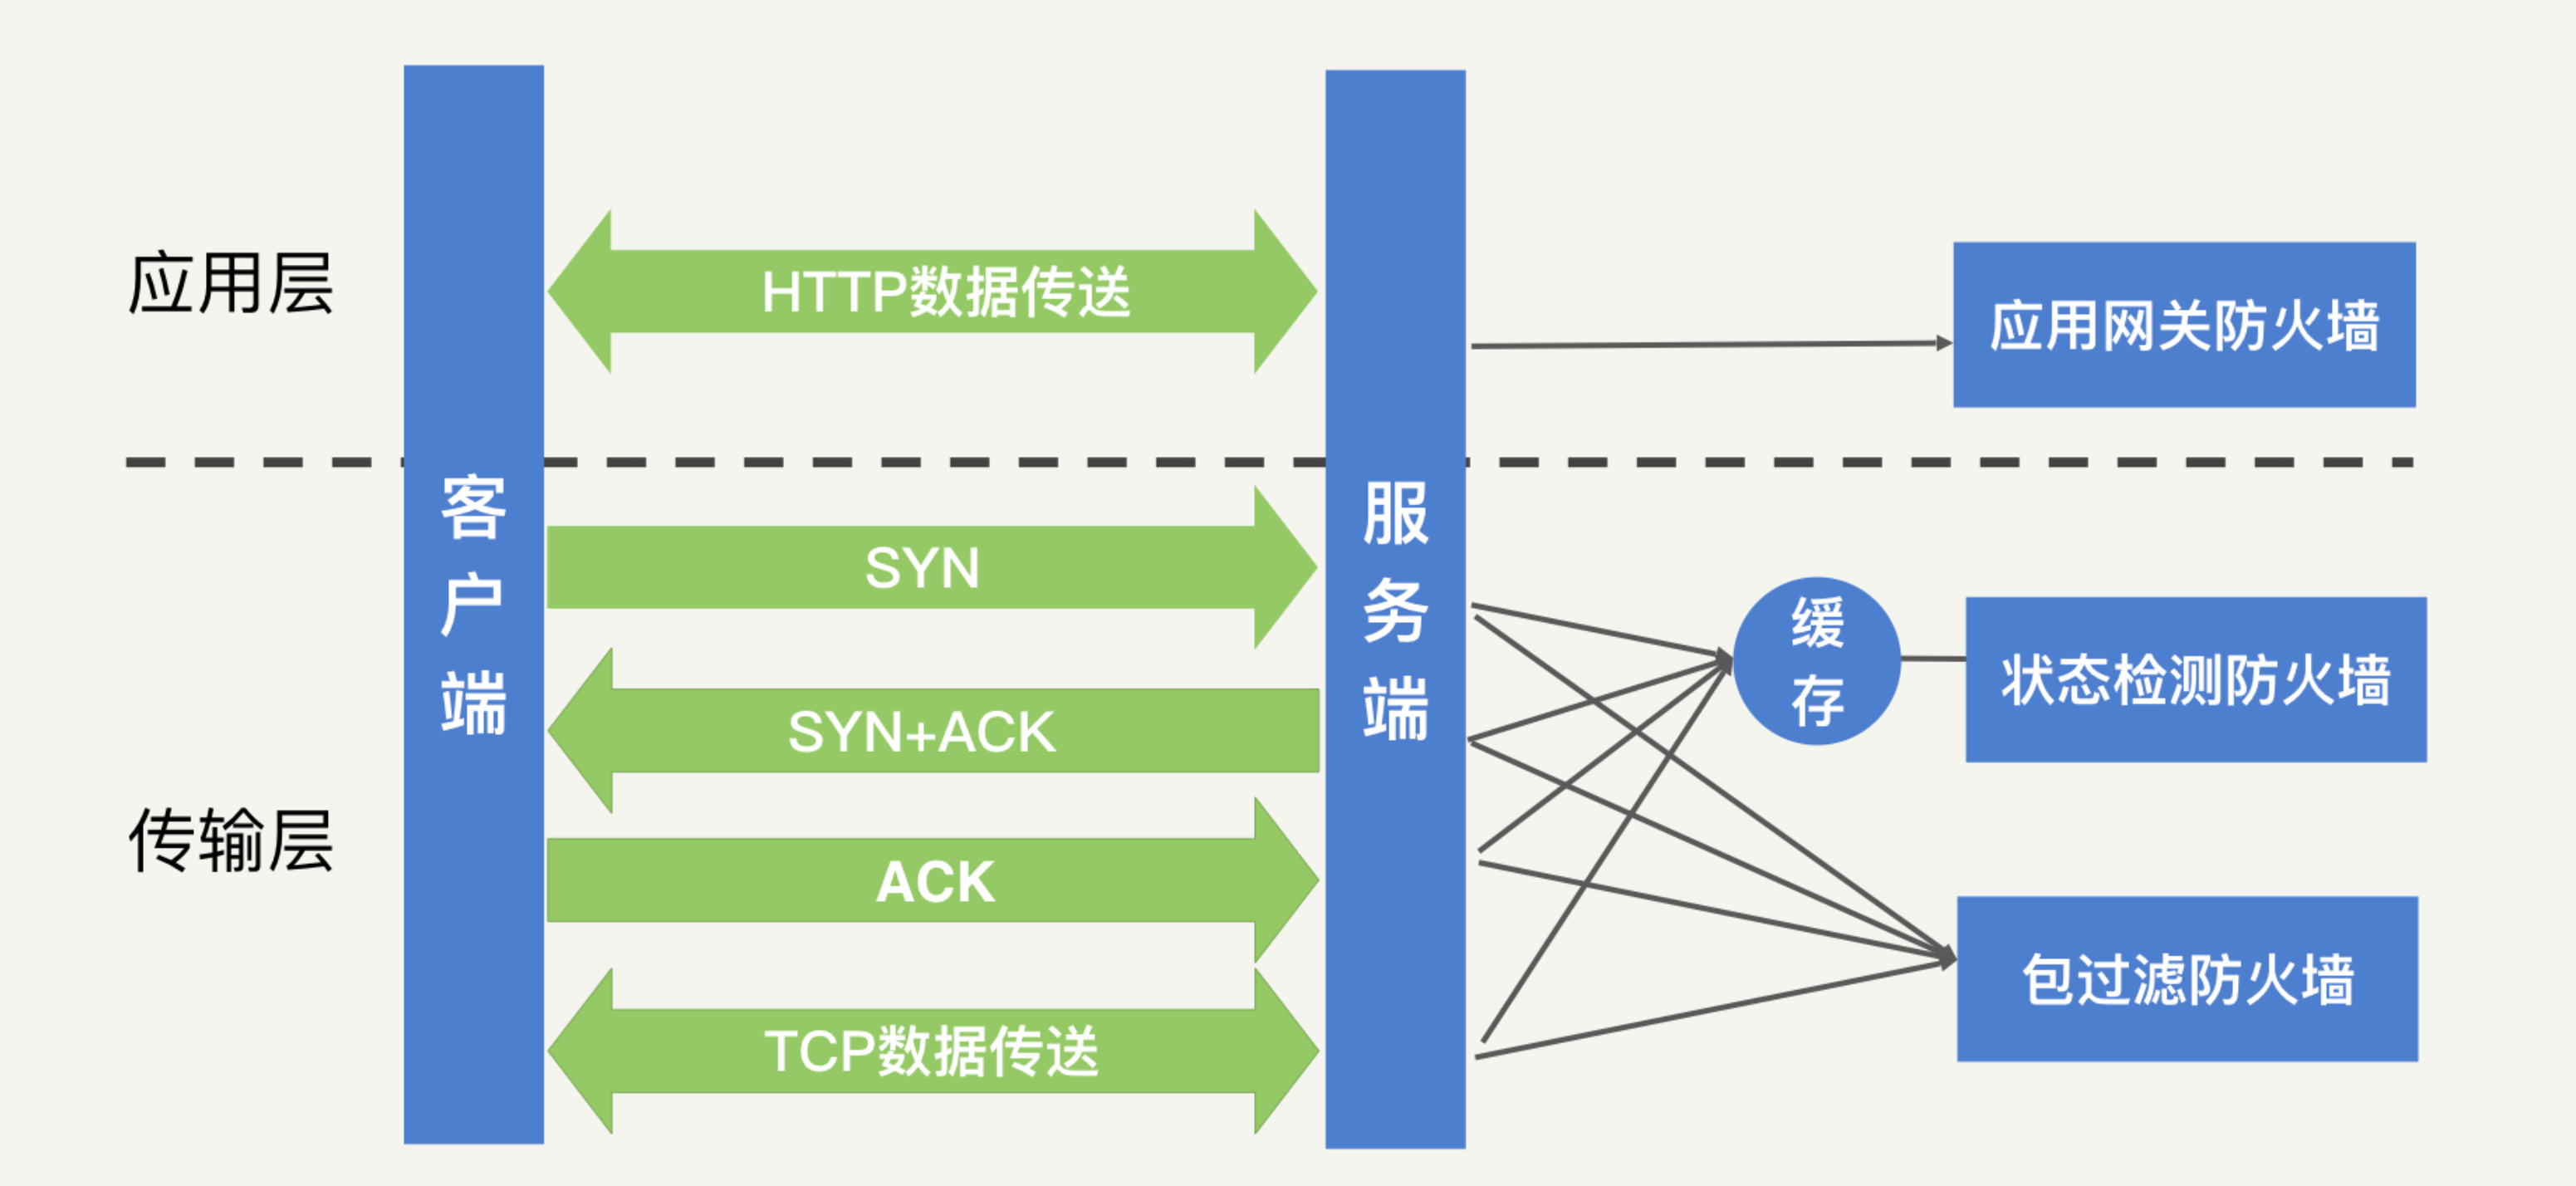 应用层
HTTP数据传送
应用网关防火墙
客户端
服务端
SYN
缓存
状态检测防火墙
SYN+ACK
传输层
ACK
包过滤防火墙
TCP数据传送